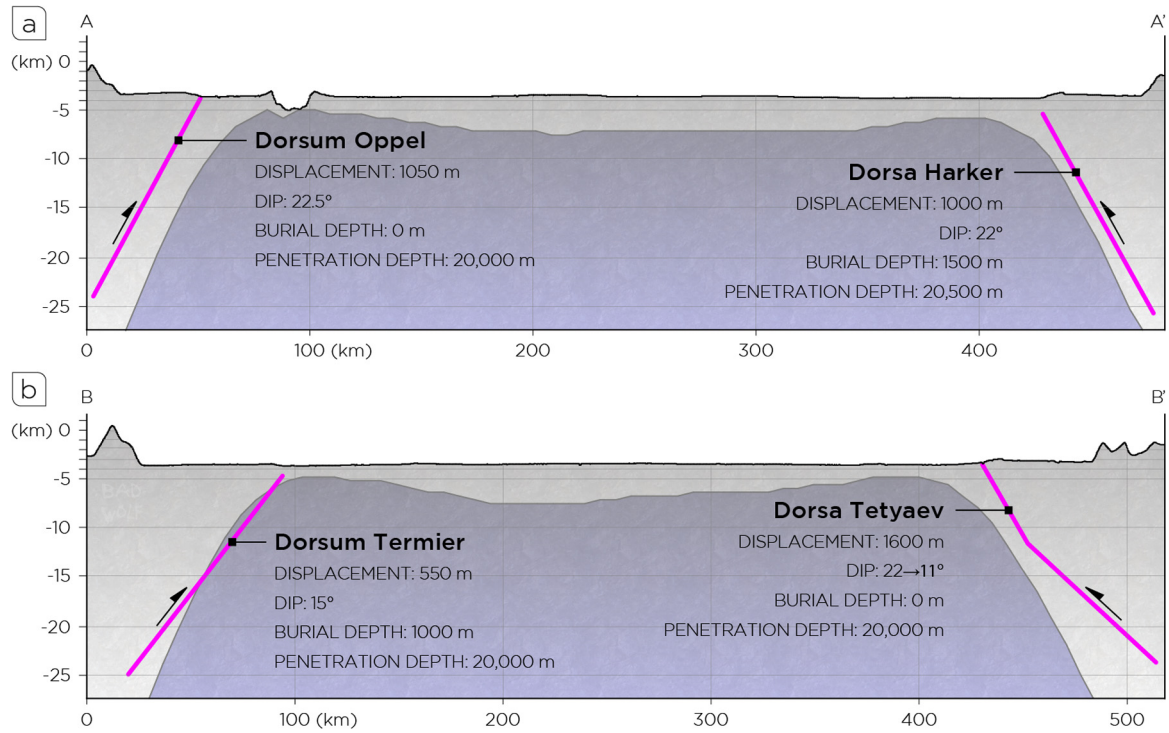 a
A
A'
(km) 0
-5
-10
-15
-20
-25
Dorsum Oppel
DISPLACEMENT: 1050 m
DIP: 22.5°
BURIAL DEPTH: 0 m
PENETRATION DEPTH: 20,000 m
Dorsa Harker
DISPLACEMENT: 1000 m
DIP: 22°
BURIAL DEPTH: 1500 m
PENETRATION DEPTH: 20,500 m
0
100 (km)
200
300
400
b
B
B'
(km) 0
-5
-10
-15
-20
-25
BAD
WOLF
Dorsum Termier
DISPLACEMENT: 550 m
DIP: 15°
BURIAL DEPTH: 1000 m
PENETRATION DEPTH: 20,000 m
Dorsa Tetyaev
DISPLACEMENT: 1600 m
DIP: 22→11°
BURIAL DEPTH: 0 m
PENETRATION DEPTH: 20,000 m
0
100 (km)
200
300
400
500